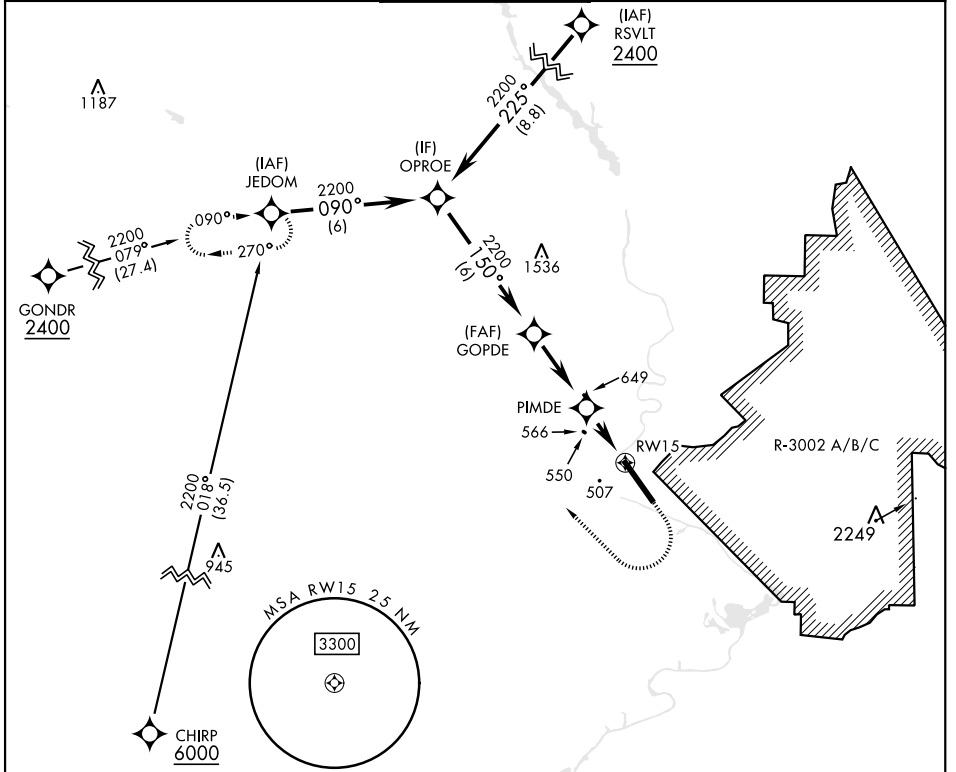 (IAF)
RSVLT
2400
1187
2200
225°
(8.8)
(IF)
OPROE
(IAF)
JEDOM
2200
090°
(6)
090°
270°
2200
079°
(27.4)
GONDR
2400
2200
150°
(6)
1536
(FAF)
GOPDE
649
PIMDE
566
550
507
RW15
R-3002 A/B/C
2249
2200
018°
(36.5)
945
MSA RW15 25 NM
3300
CHIRP
6000